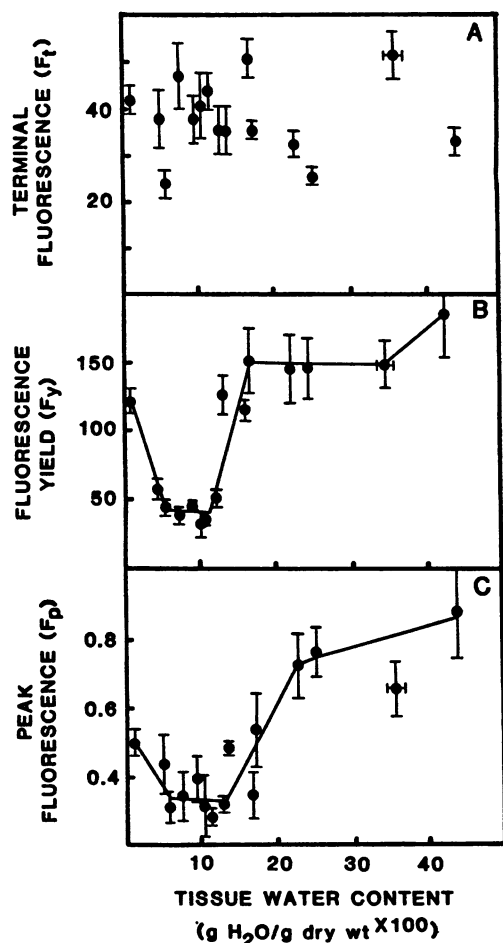 A
TERMINAL
FLUORESCENCE (Ft)
40
20
B
FLUORESCENCE
YIELD (Fy)
150
100
50
C
PEAK
FLUORESCENCE (Fp)
0.8
0.6
0.4
10 20 30 40
TISSUE WATER CONTENT
(g H2O/g dry wt X100)